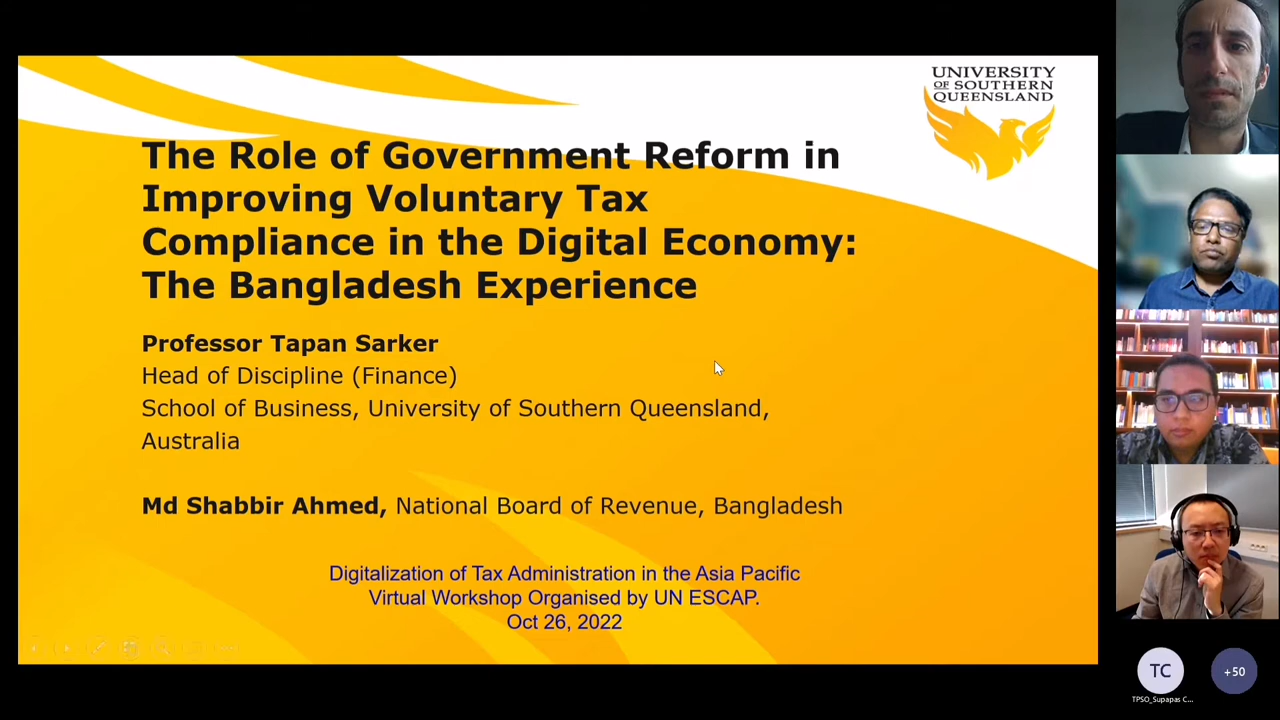 UNIVERSITY
OF SOUTHERN
QUEENSLAND
The Role of Government Reform in
Improving Voluntary Tax
Compliance in the Digital Economy:
The Bangladesh Experience
Professor Tapan Sarker
Head of Discipline (Finance)
School of Business, University of Southern Queensland,
Australia
Md Shabbir Ahmed, National Board of Revenue, Bangladesh
Digitalization of Tax Administration in the Asia Pacific
Virtual Workshop Organised by UN ESCAP.
Oct 26, 2022
TC
+50
TPSO_Supapas C...